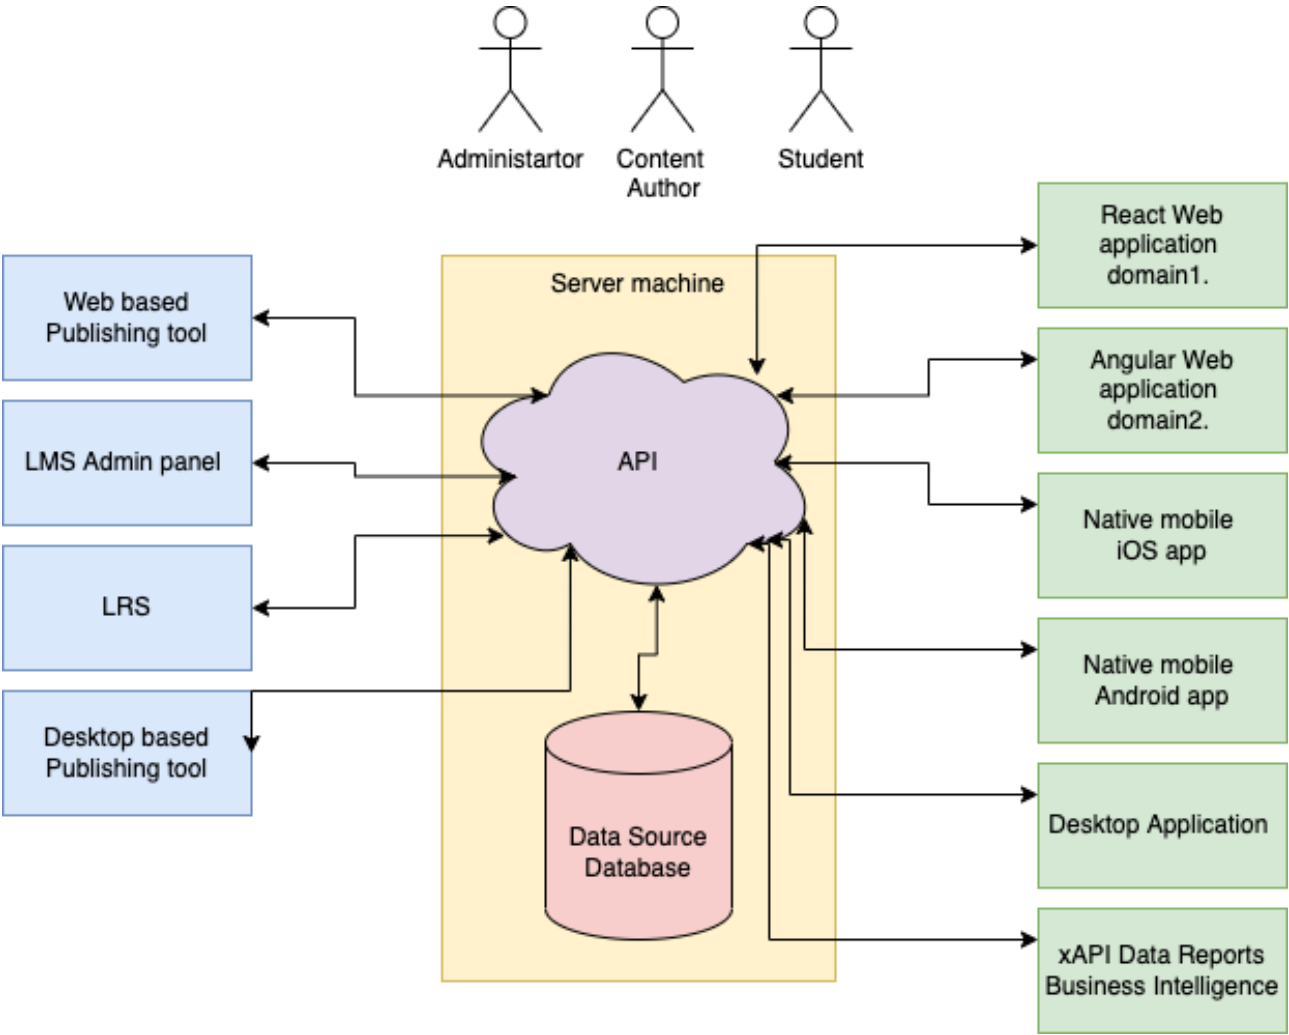 Administartor
Content
Author
Student
Server machine
API
Data Source
Database
Web based
Publishing tool
LMS Admin panel
LRS
Desktop based
Publishing tool
React Web
application
domain1.
Angular Web
application
domain2.
Native mobile
iOS app
Native mobile
Android app
Desktop Application
xAPI Data Reports
Business Intelligence